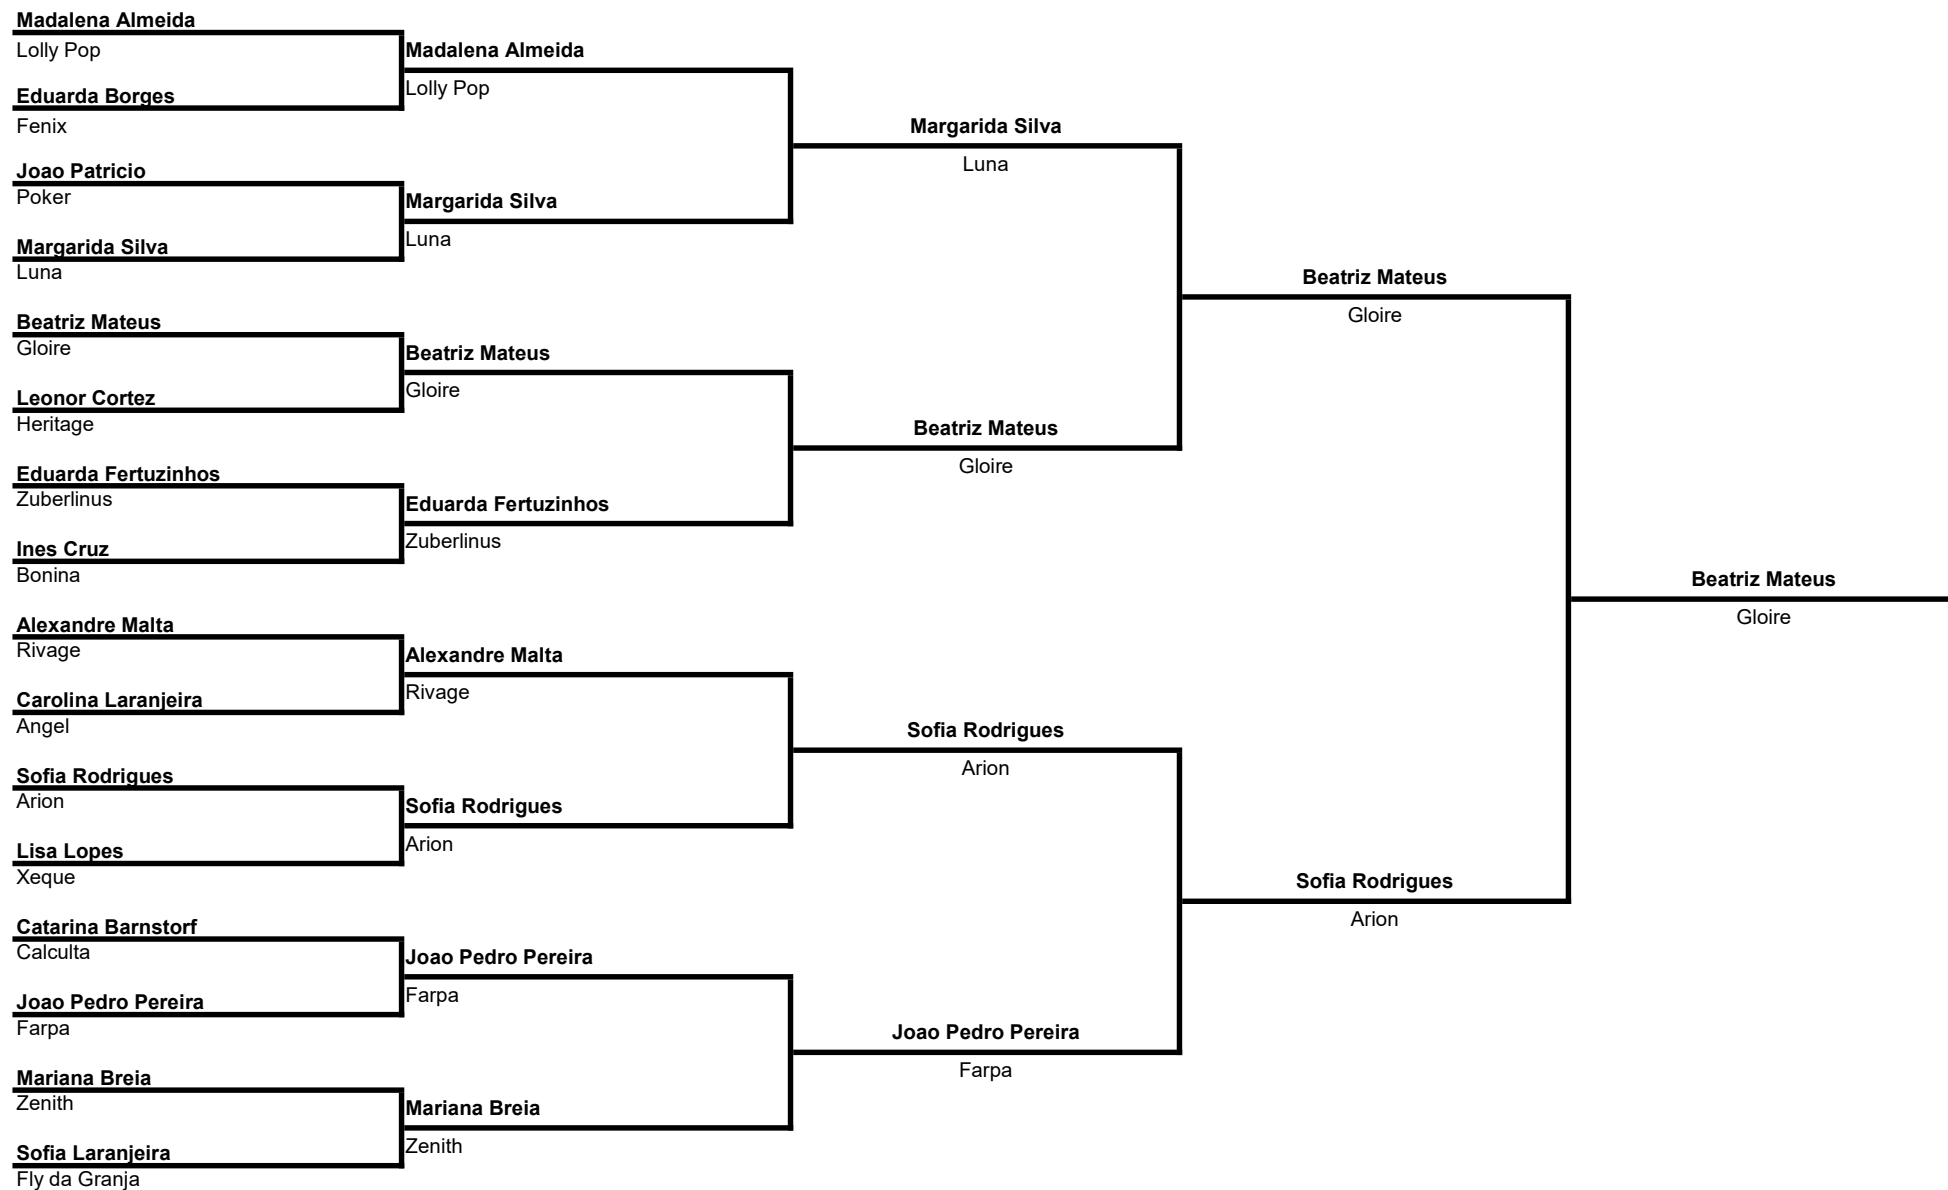 Madalena Almeida
Lolly Pop
Eduarda Borges
Fenix
Joao Patricio
Poker
Margarida Silva
Luna
Beatriz Mateus
Gloire
Leonor Cortez
Heritage
Eduarda Fertuzinhos
Zuberlinus
Ines Cruz
Bonina
Alexandre Malta
Rivage
Carolina Laranjeira
Angel
Sofia Rodrigues
Arion
Lisa Lopes
Xeque
Catarina Barnstorf
Calculta
Joao Pedro Pereira
Farpa
Mariana Breia
Zenith
Sofia Laranjeira
Fly da Granja
Madalena Almeida
Lolly Pop
Margarida Silva
Luna
Beatriz Mateus
Gloire
Eduarda Fertuzinhos
Zuberlinus
Alexandre Malta
Rivage
Sofia Rodrigues
Arion
Joao Pedro Pereira
Farpa
Mariana Breia
Zenith
Margarida Silva
Luna
Beatriz Mateus
Gloire
Sofia Rodrigues
Arion
Joao Pedro Pereira
Farpa
Beatriz Mateus
Gloire
Sofia Rodrigues
Arion
Beatriz Mateus
Gloire